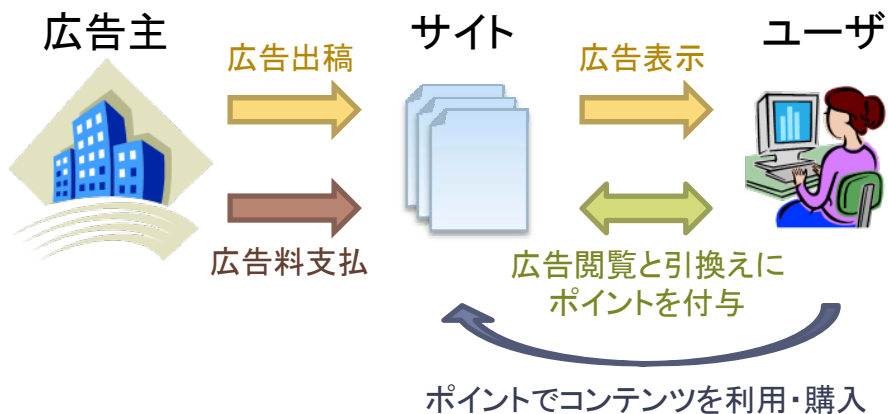 広告主
サイト
ユーザ
広告出稿
広告表示
広告料支払
広告閲覧と引換えに
ポイントを付与
ポイントでコンテンツを利用・購入